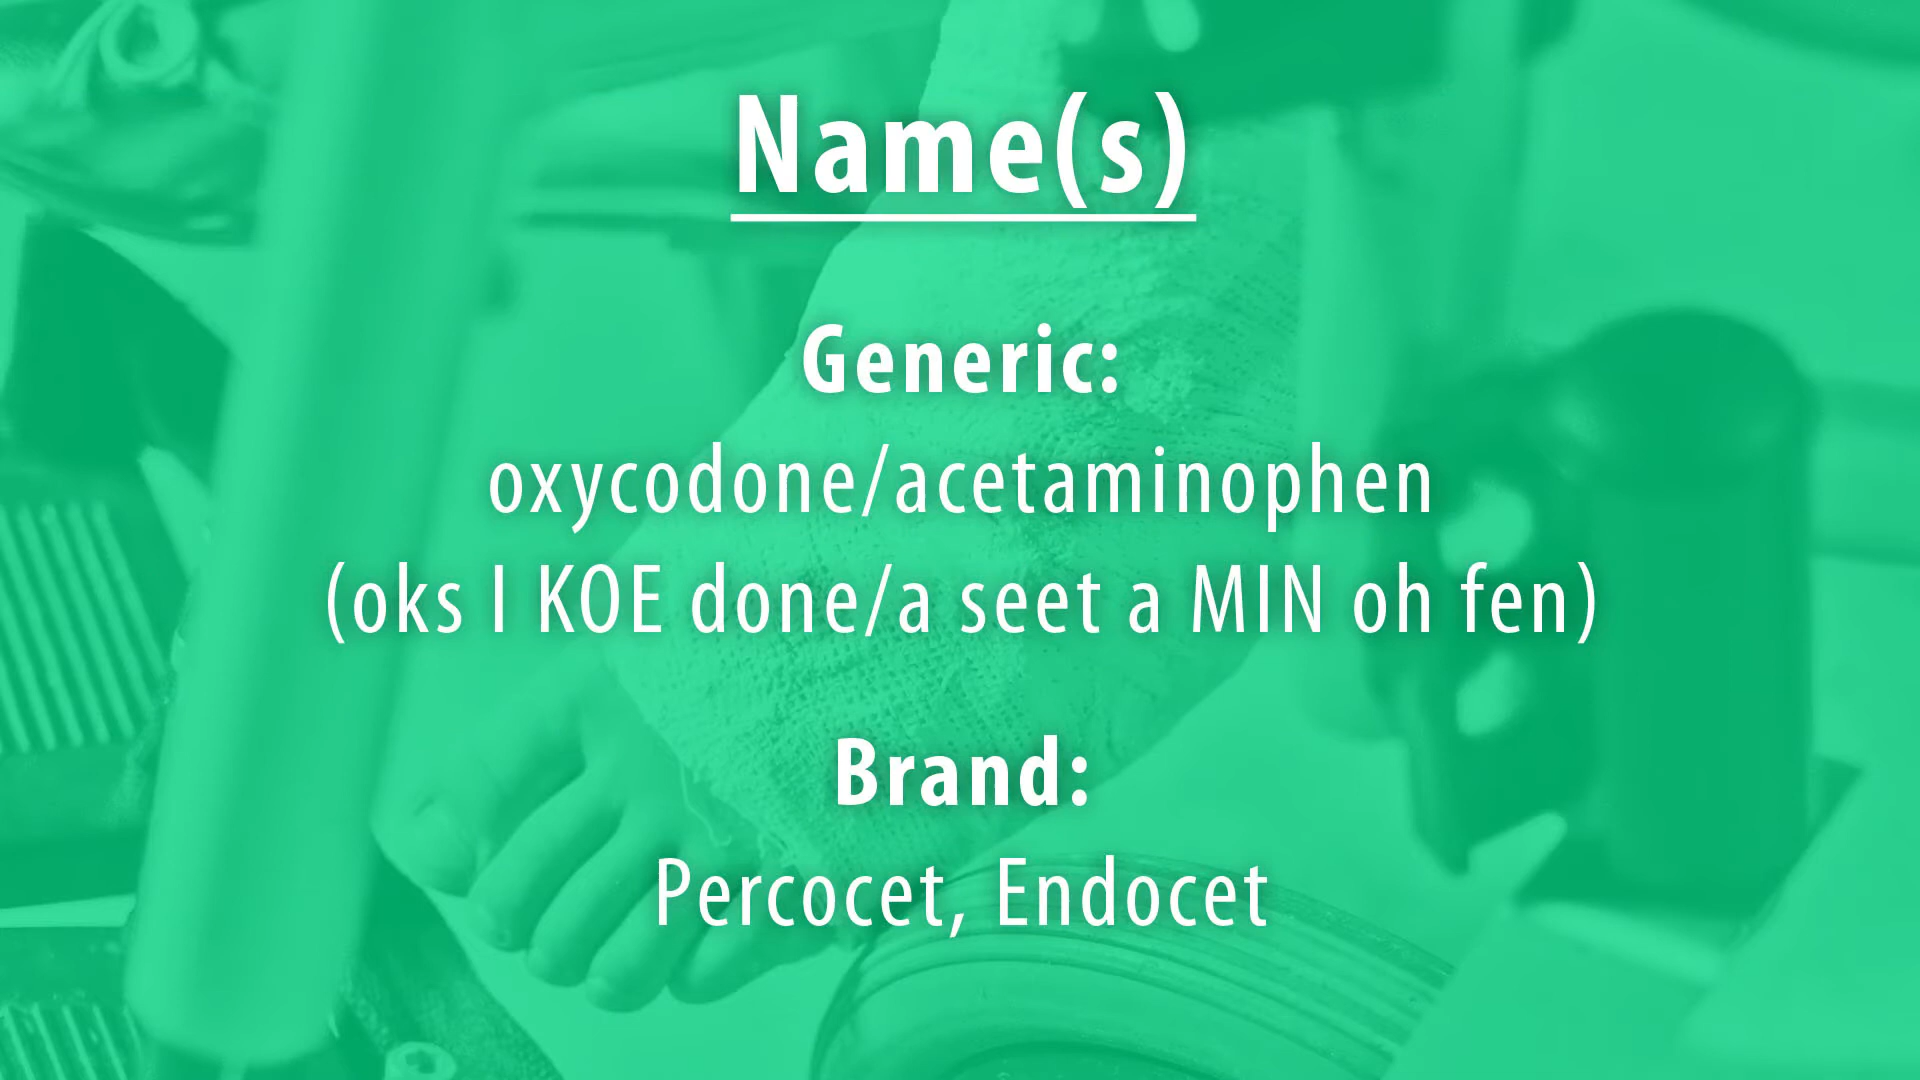 Name(s)
Generic:
oxycodone/acetaminophen
(oks I KOE done/a seet a MIN oh fen)
Brand:
Percocet, Endocet